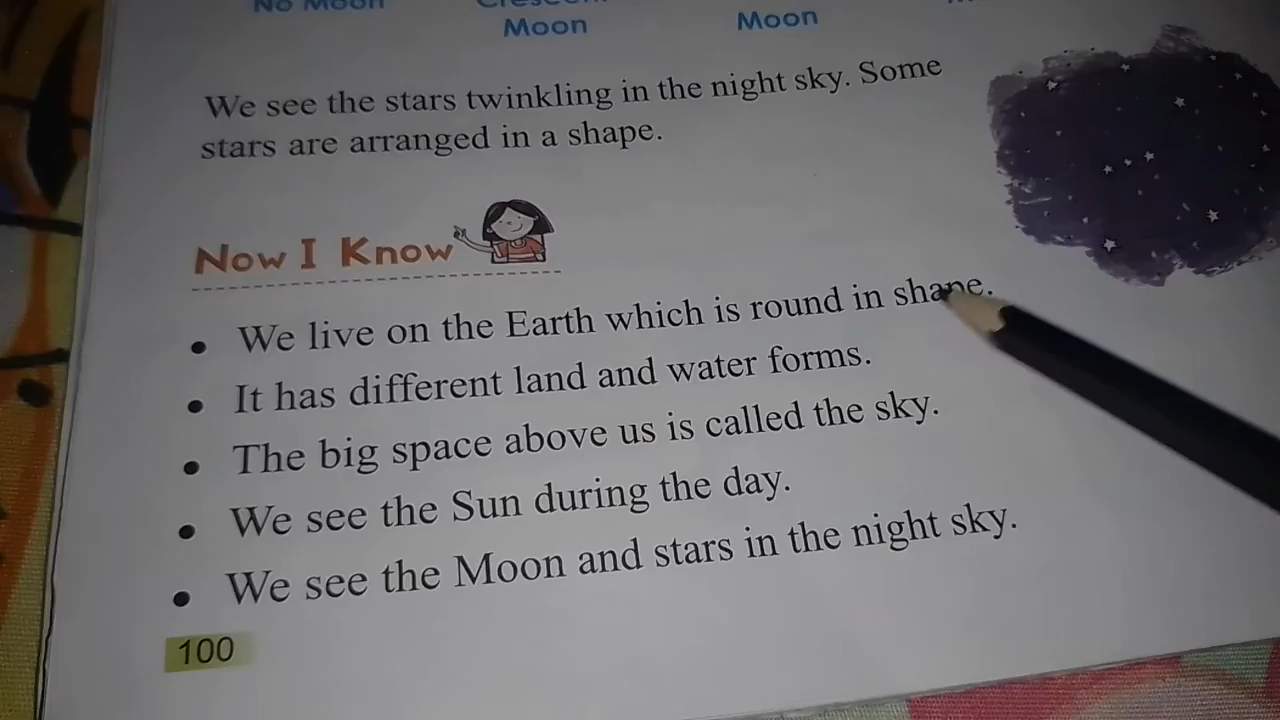 No Moon
Crescent
Moon
Moon
We see the stars twinkling in the night sky. Some
stars are arranged in a shape.
Now I Know
• We live on the Earth which is round in shape.
• It has different land and water forms.
• The big space above us is called the sky.
• We see the Sun during the day.
• We see the Moon and stars in the night sky.
100